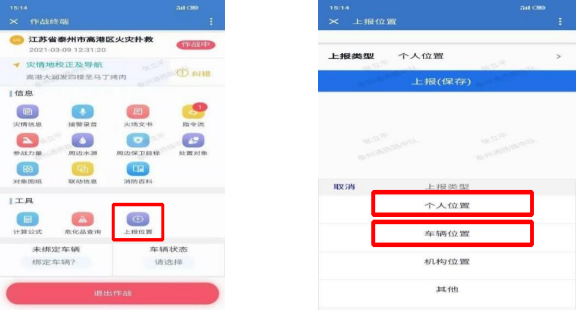 15:14
作战终端
江苏省泰州市高港区火灾扑救
2021-03-09 12:31:20
作战中
灾情地校正及导航
高港大润发四楼圣马丁烤肉
纠错
信息
灾情信息 接警录音 火场文书 指令流
1
参战力量 周边水源 周边保卫目标 处置对象
对象图纸 联动信息 消防百科
工具
计算公式 危化品查询 上报位置
未绑定车辆 车辆状态
绑定车辆? 请选择
退出作战
15:14
上报位置
上报类型 个人位置 >
上报(保存)
取消 上报类型
个人位置
车辆位置
机构位置
其他